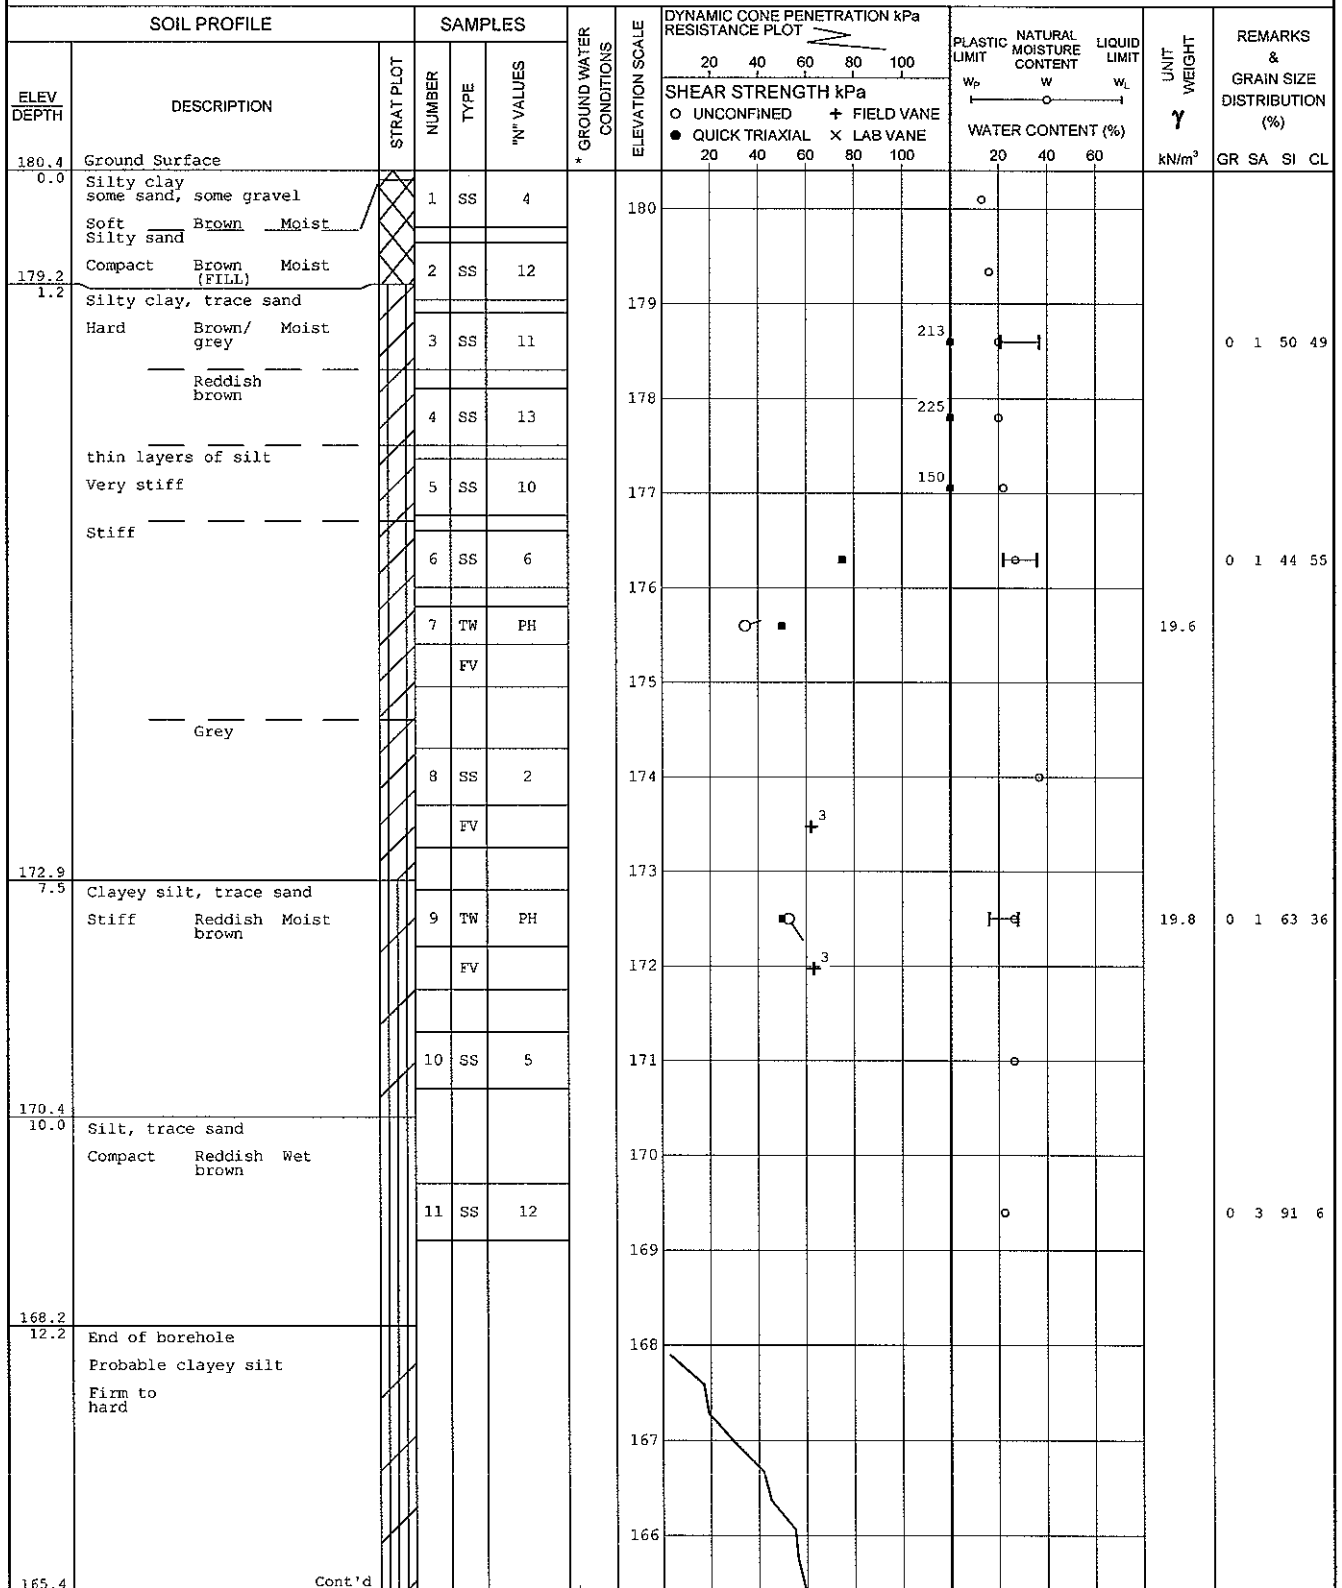 SOIL PROFILE
SAMPLES
* GROUND WATER CONDITIONS
ELEVATION SCALE
DYNAMIC CONE PENETRATION kPa
RESISTANCE PLOT
20 40 60 80 100
SHEAR STRENGTH kPa
UNCONFINED + FIELD VANE
QUICK TRIAXIAL × LAB VANE
20 40 60 80 100
PLASTIC LIMIT
NATURAL MOISTURE CONTENT
LIQUID LIMIT
WP W WL
WATER CONTENT (%)
20 40 60
UNIT WEIGHT
γ
kN/m³
REMARKS
&
GRAIN SIZE
DISTRIBUTION
(%)
GR SA SI CL
ELEV
DEPTH
DESCRIPTION
STRAT PLOT
NUMBER
TYPE
"N" VALUES
180.4 Ground Surface
0.0 Silty clay
some sand, some gravel
1 SS 4
180
Soft Brown Moist
Silty sand
Compact Brown Moist
(FILL)
2 SS 12
179.2
1.2 Silty clay, trace sand
179
Hard Brown/ Moist
grey
3 SS 11
213
0 1 50 49
Reddish
brown
178
4 SS 13
225
thin layers of silt
Very stiff
5 SS 10
177
150
Stiff
6 SS 6
0 1 44 55
176
7 TW PH
19.6
FV
175
Grey
8 SS 2
174
FV
3
173
172.9
7.5 Clayey silt, trace sand
Stiff Reddish Moist
brown
9 TW PH
19.8
0 1 63 36
FV
172
3
10 SS 5
171
170.4
10.0 Silt, trace sand
Compact Reddish Wet
brown
170
11 SS 12
0 3 91 6
169
168.2
12.2 End of borehole
168
Probable clayey silt
Firm to
hard
167
166
165.4
Cont'd